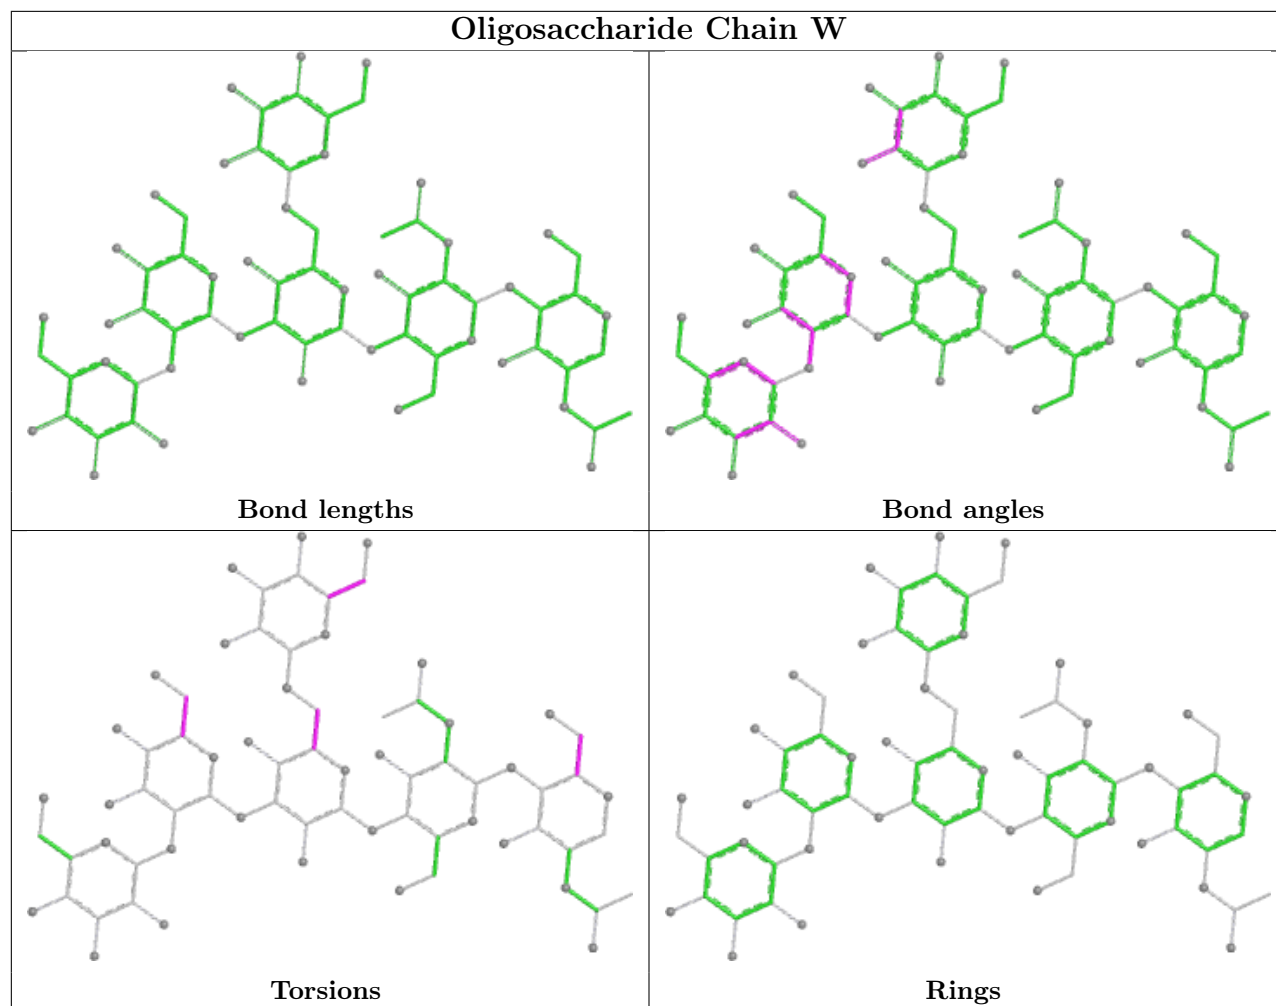 Oligosaccharide Chain W
Bond lengths
Bond angles
Torsions
Rings